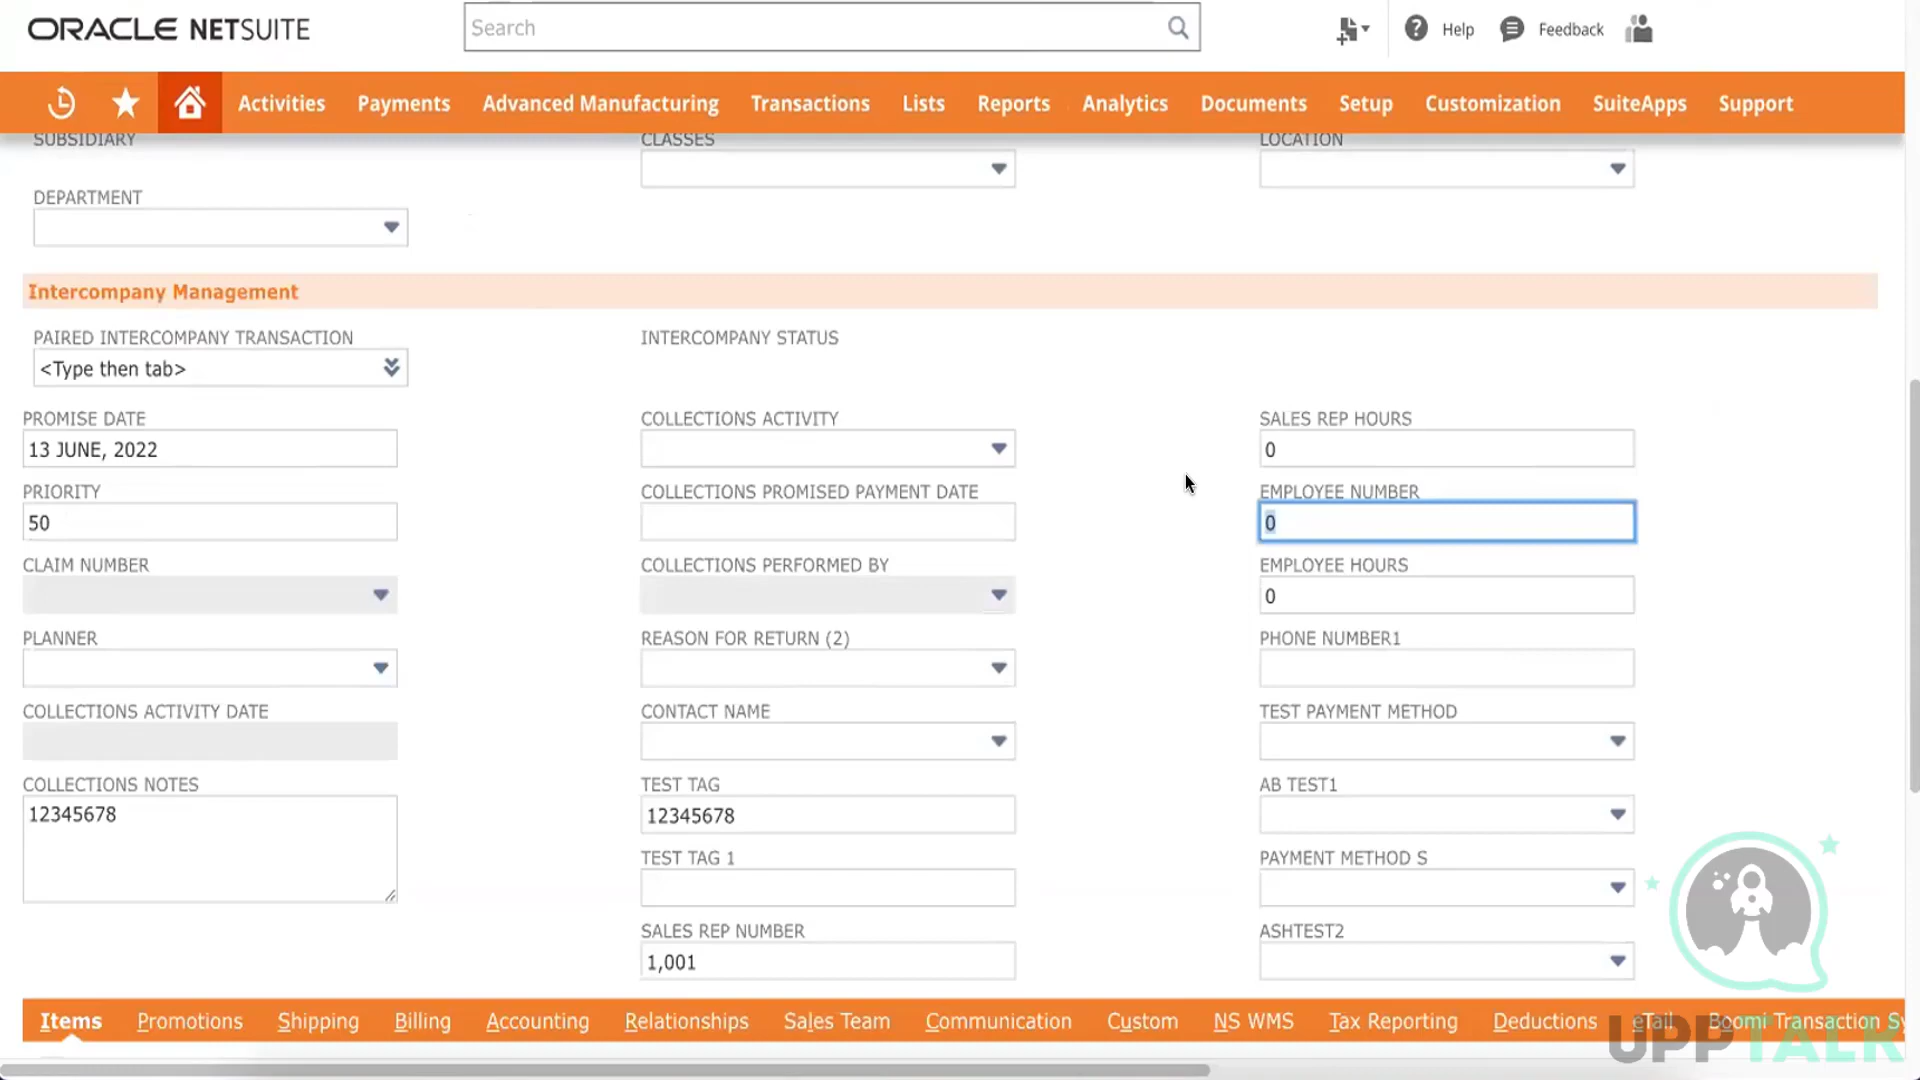 ORACLE NETSUITE
Search
Help
Feedback
Activities Payments Advanced Manufacturing Transactions Lists Reports Analytics Documents Setup Customization SuiteApps Support
SUBSIDIARY
CLASSES
LOCATION
DEPARTMENT
Intercompany Management
PAIRED INTERCOMPANY TRANSACTION
<Type then tab>
INTERCOMPANY STATUS
PROMISE DATE
13 JUNE, 2022
PRIORITY
50
CLAIM NUMBER
PLANNER
COLLECTIONS ACTIVITY DATE
COLLECTIONS NOTES
12345678
COLLECTIONS ACTIVITY
COLLECTIONS PROMISED PAYMENT DATE
COLLECTIONS PERFORMED BY
REASON FOR RETURN (2)
CONTACT NAME
TEST TAG
12345678
TEST TAG 1
SALES REP NUMBER
1,001
SALES REP HOURS
0
EMPLOYEE NUMBER
0
EMPLOYEE HOURS
0
PHONE NUMBER1
TEST PAYMENT METHOD
AB TEST1
PAYMENT METHOD S
ASHTEST2
Items Promotions Shipping Billing Accounting Relationships Sales Team Communication Custom NS WMS Tax Reporting Deductions eTail Boomi Transaction Sy
UPPTALK